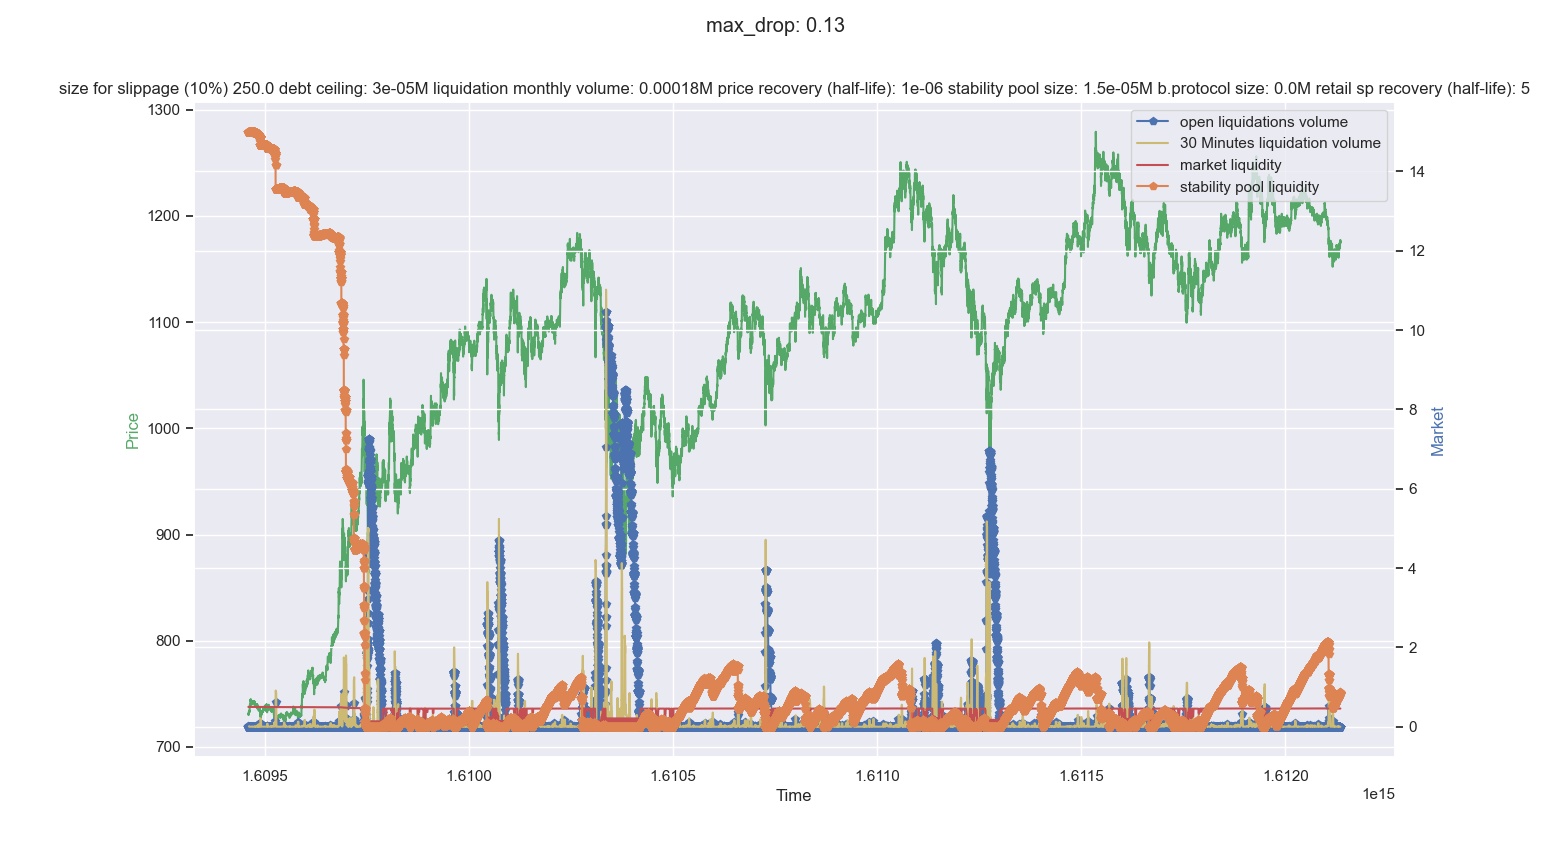 max_drop: 0.13
size for slippage (10%) 250.0 debt ceiling: 3e-05M liquidation monthly volume: 0.00018M price recovery (half-life): 1e-06 stability pool size: 1.5e-05M b.protocol size: 0.0M retail sp recovery (half-life): 5
open liquidations volume
30 Minutes liquidation volume
market liquidity
stability pool liquidity
1300
1200
1100
1000
900
800
700
Price
14
12
10
8
6
4
2
0
Market
1.6095
1.6100
1.6105
1.6110
1.6115
1.6120
1e15
Time